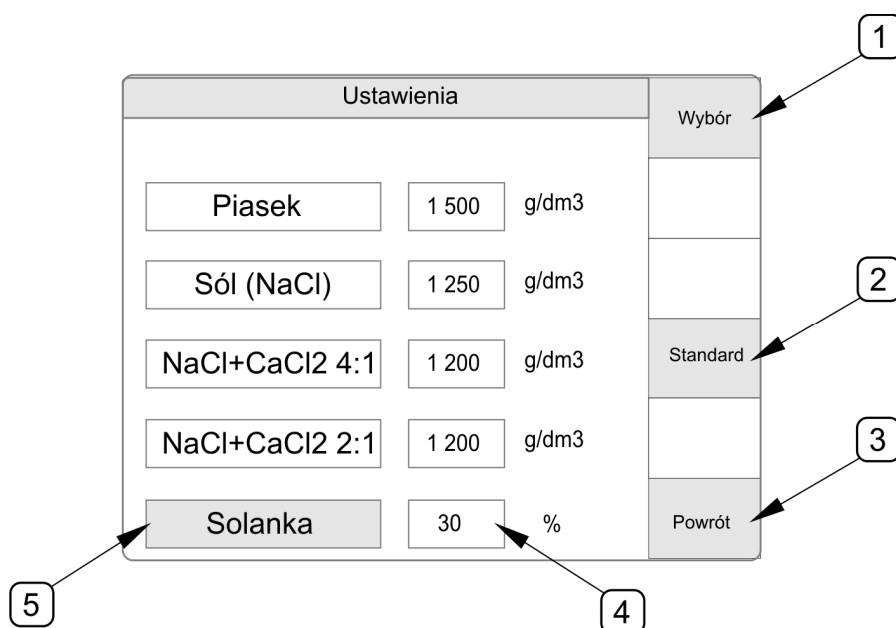 1
Ustawienia
Wybór
Piasek 1 500 g/dm3
Sól (NaCl) 1 250 g/dm3
2
NaCl+CaCl2 4:1 1 200 g/dm3
Standard
NaCl+CaCl2 2:1 1 200 g/dm3
3
Solanka 30 %
Powrót
5
4